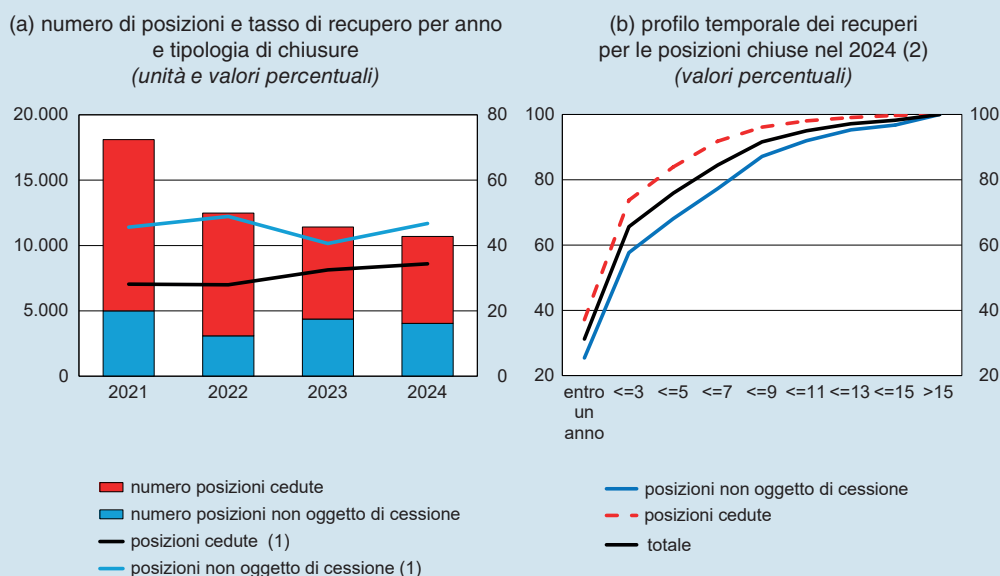 (a) numero di posizioni e tasso di recupero per anno
e tipologia di chiusure
(unità e valori percentuali)
20.000
15.000
10.000
5.000
0
80
60
40
20
0
2021
2022
2023
2024
numero posizioni cedute
numero posizioni non oggetto di cessione
posizioni cedute (1)
posizioni non oggetto di cessione (1)
(b) profilo temporale dei recuperi
per le posizioni chiuse nel 2024 (2)
(valori percentuali)
100
80
60
40
20
100
80
60
40
20
entro
un
anno
<=3
<=5
<=7
<=9
<=11
<=13
<=15
>15
posizioni non oggetto di cessione
posizioni cedute
totale